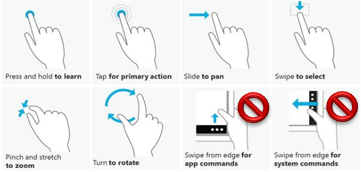 Press and hold to learn
Tap for primary action
Slide to pan
Swipe to select
Pinch and stretch
to zoom
Turn to rotate
Swipe from edge for
app commands
Swipe from edge for
system commands